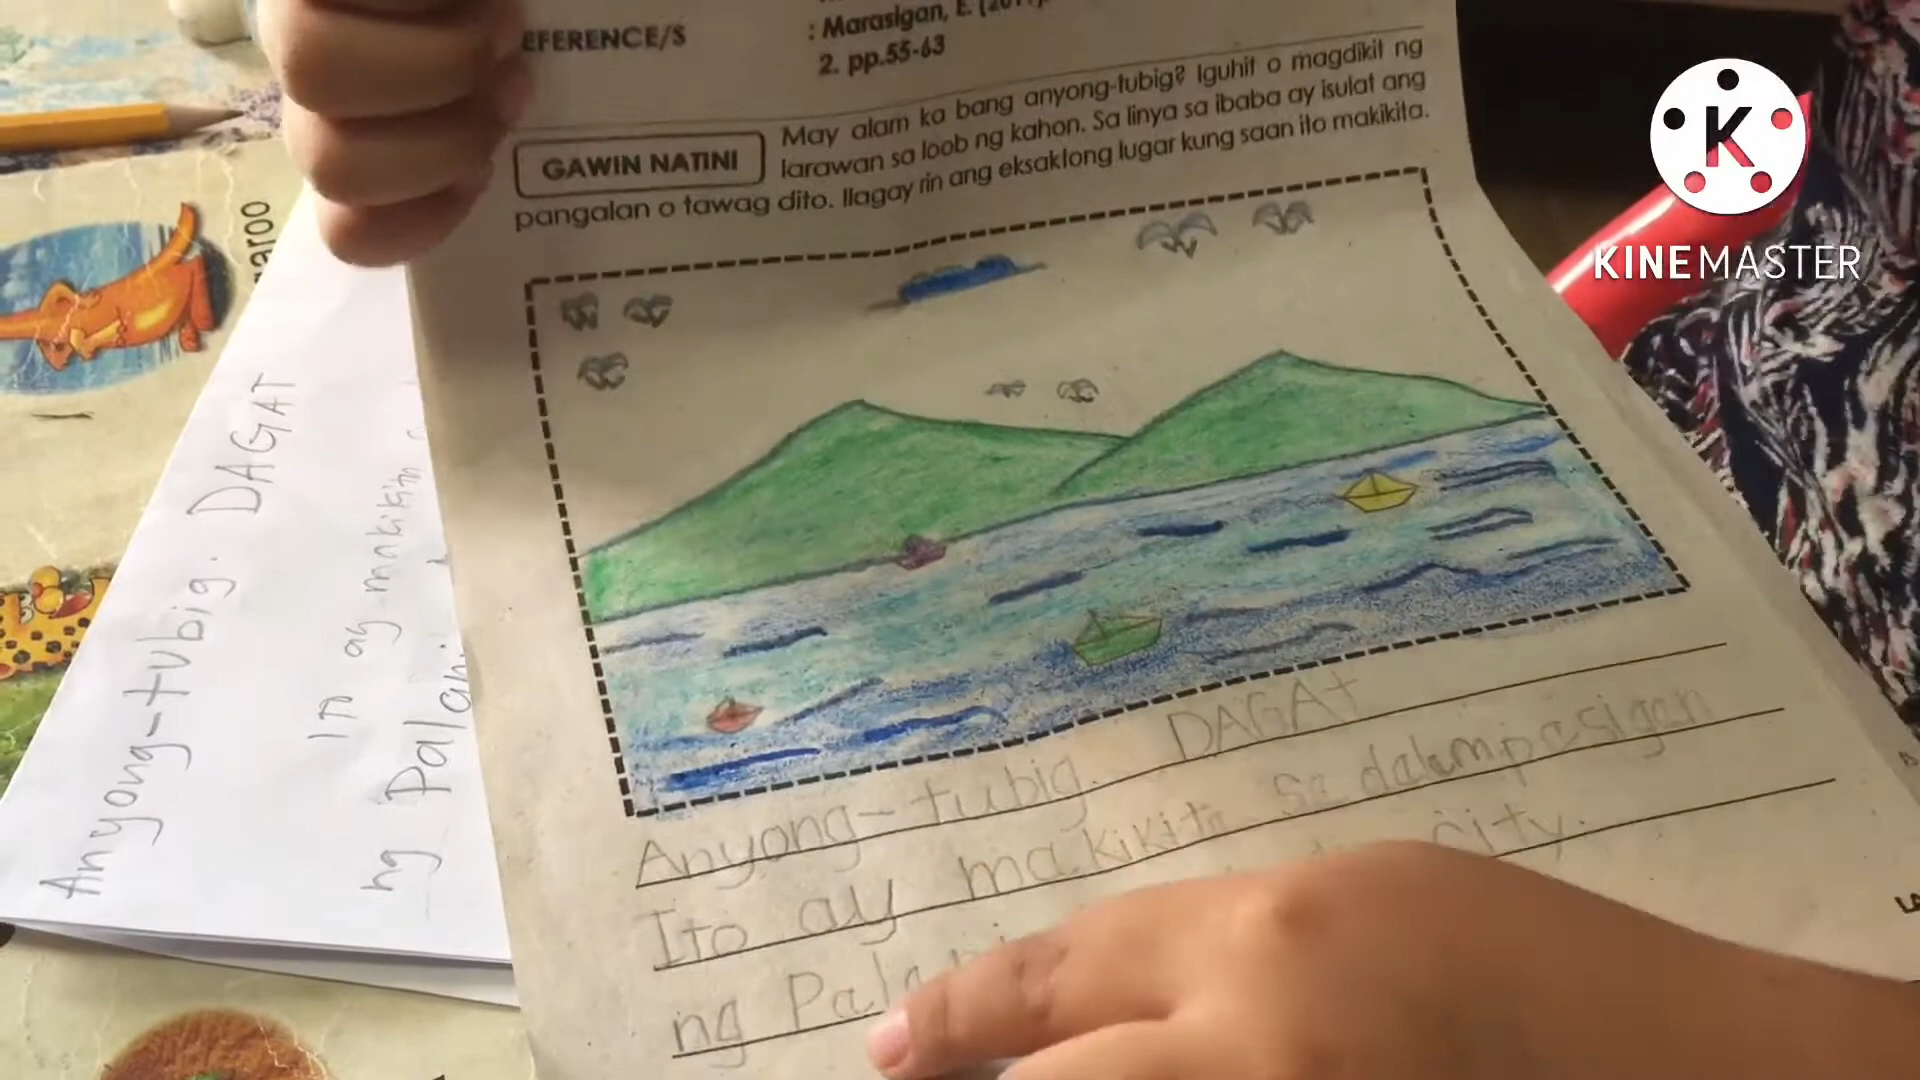 EFERENCE/S
: Marasigan, E.
2. pp.55-63
GAWIN NATIN!
May alam ka bang anyong-tubig? Iguhit o magdikit ng
larawan sa loob ng kahon. Sa linya sa ibaba ay isulat ang
pangalan o tawag dito. Ilagay rin ang eksaktong lugar kung saan ito makikita.
Anyong-tubig. DAGAt
Ito ay makikita sa dalampasigan
ng Pala City.
Anyong-tubig. DAGAT
Ito ay makikita
ng Palani
aroo
K
KINEMASTER